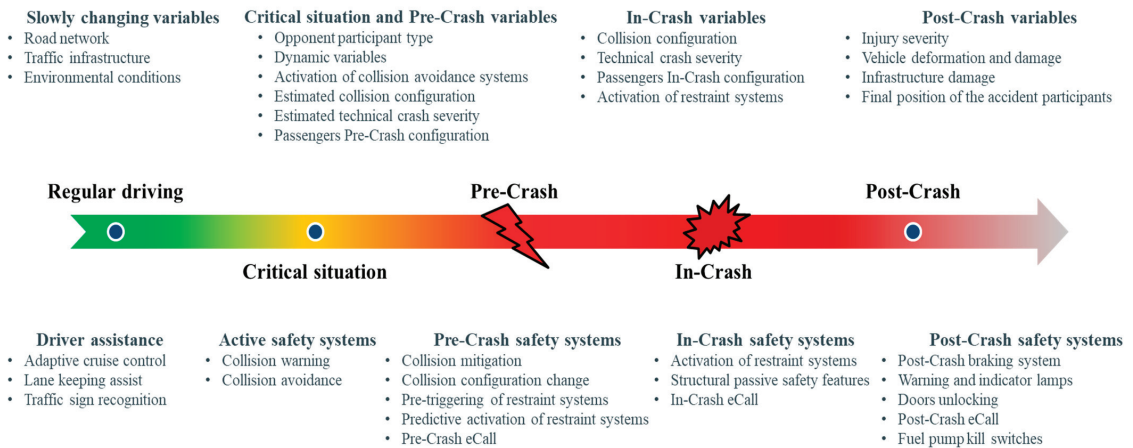 Slowly changing variables
• Road network
• Traffic infrastructure
• Environmental conditions
Critical situation and Pre-Crash variables
• Opponent participant type
• Dynamic variables
• Activation of collision avoidance systems
• Estimated collision configuration
• Estimated technical crash severity
• Passengers Pre-Crash configuration
In-Crash variables
• Collision configuration
• Technical crash severity
• Passengers In-Crash configuration
• Activation of restraint systems
Post-Crash variables
• Injury severity
• Vehicle deformation and damage
• Infrastructure damage
• Final position of the accident participants
Regular driving
Critical situation
Pre-Crash
In-Crash
Post-Crash
Driver assistance
• Adaptive cruise control
• Lane keeping assist
• Traffic sign recognition
Active safety systems
• Collision warning
• Collision avoidance
Pre-Crash safety systems
• Collision mitigation
• Collision configuration change
• Pre-triggering of restraint systems
• Predictive activation of restraint systems
• Pre-Crash eCall
In-Crash safety systems
• Activation of restraint systems
• Structural passive safety features
• In-Crash eCall
Post-Crash safety systems
• Post-Crash braking system
• Warning and indicator lamps
• Doors unlocking
• Post-Crash eCall
• Fuel pump kill switches